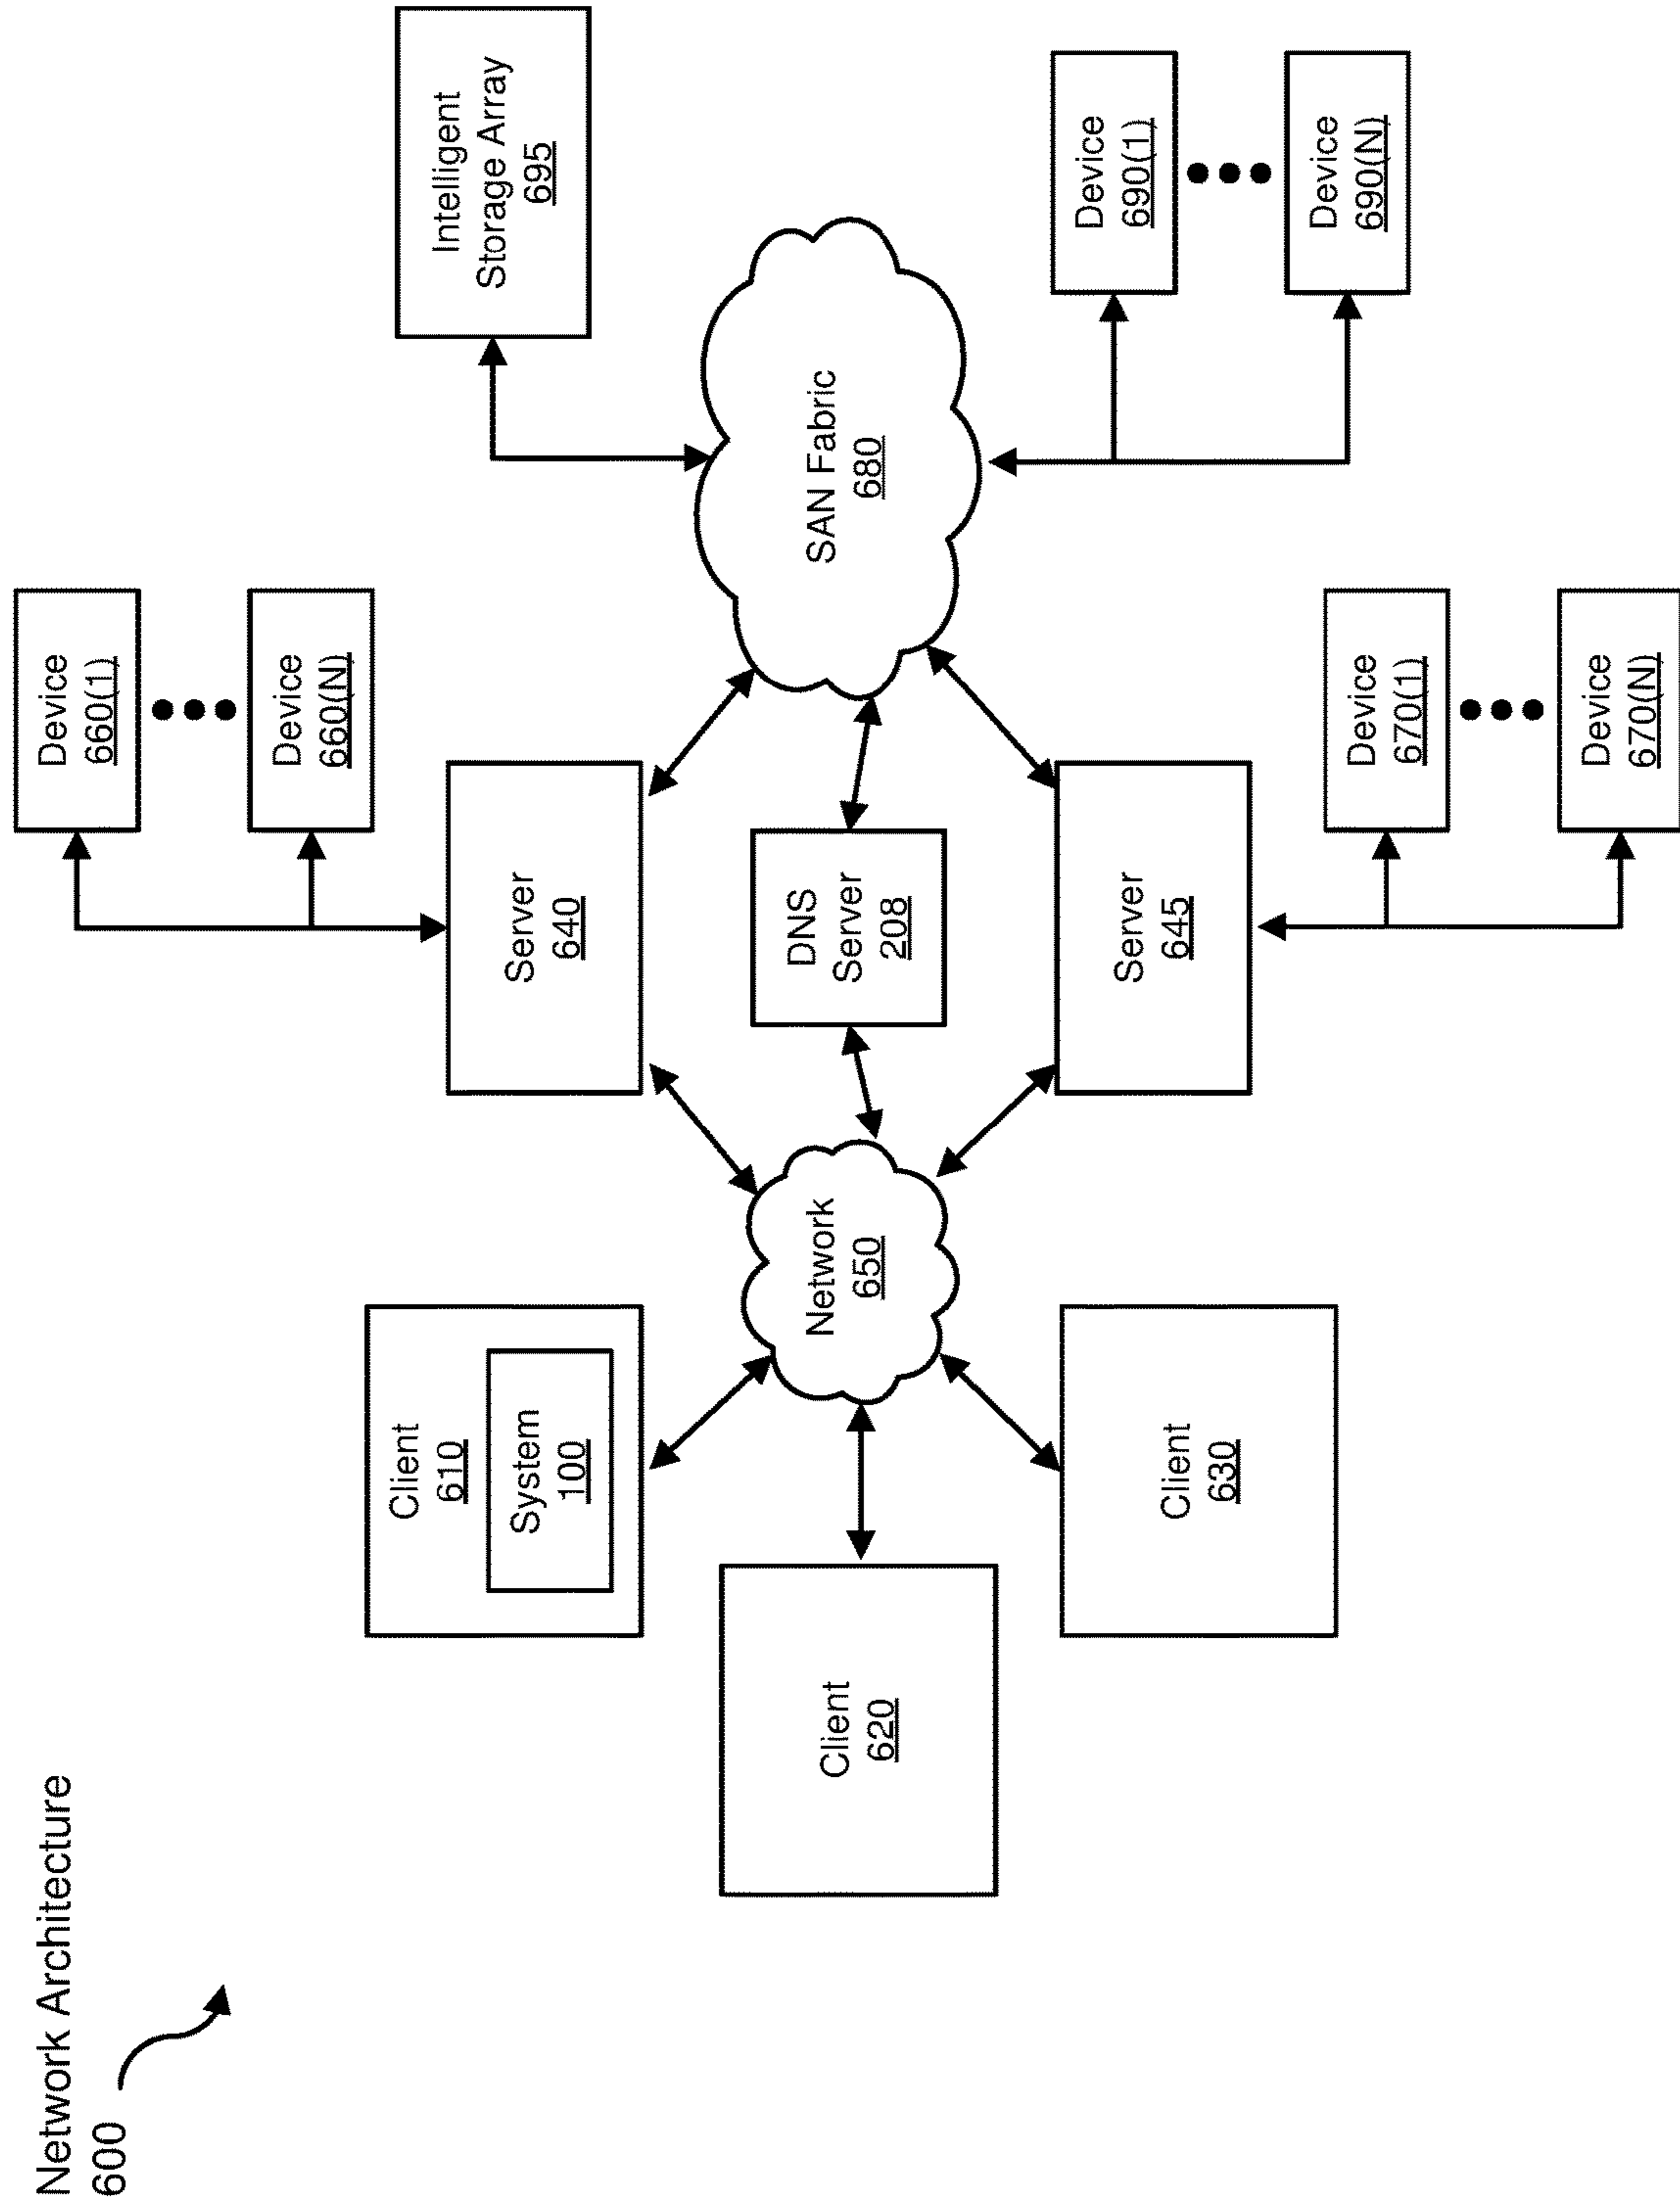 Network Architecture
600
Client
610
System
100
Client
620
Client
630
Network
650
Server
640
DNS
Server
208
Server
645
Device
660(1)
Device
660(N)
Device
670(1)
Device
670(N)
SAN Fabric
680
Intelligent
Storage Array
695
Device
690(1)
Device
690(N)